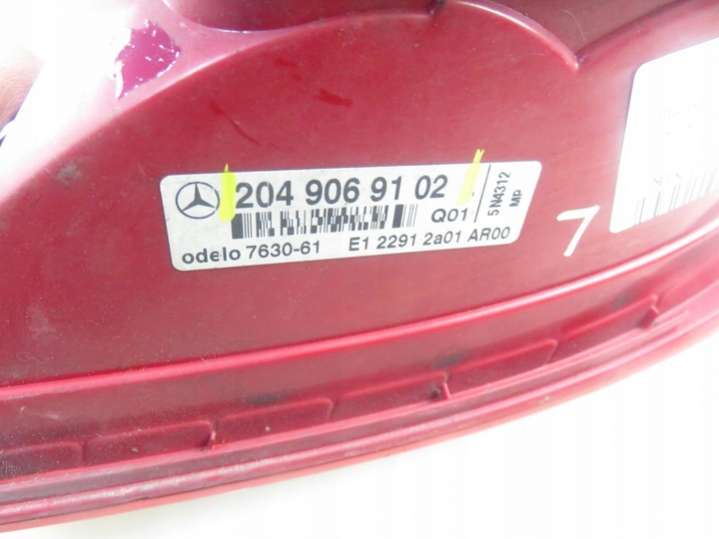 204 906 91 02
Q01
odelo 7630-61 E1 2291 2a01 AR00
5N4312
MP
7